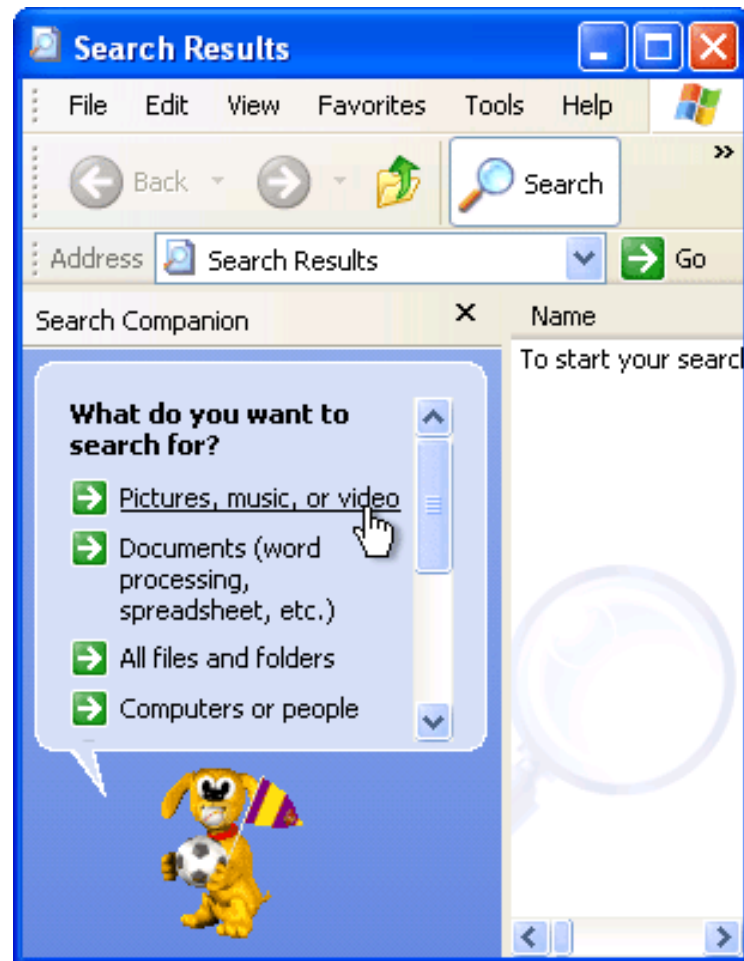 Search Results
File Edit View Favorites Tools Help
Back Search »
Address Search Results Go
Search Companion
Name
To start your
What do you want to
search for?
Pictures, music, or video
Documents (word
processing,
spreadsheet, etc.)
All files and folders
Computers or people